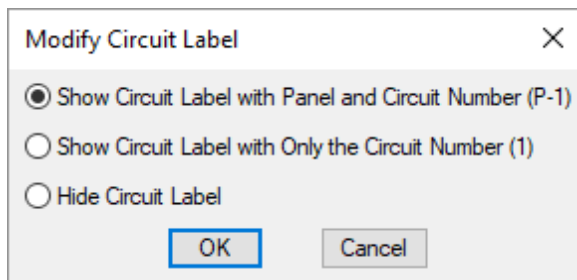 Modify Circuit Label
Show Circuit Label with Panel and Circuit Number (P-1)
Show Circuit Label with Only the Circuit Number (1)
Hide Circuit Label
OK Cancel